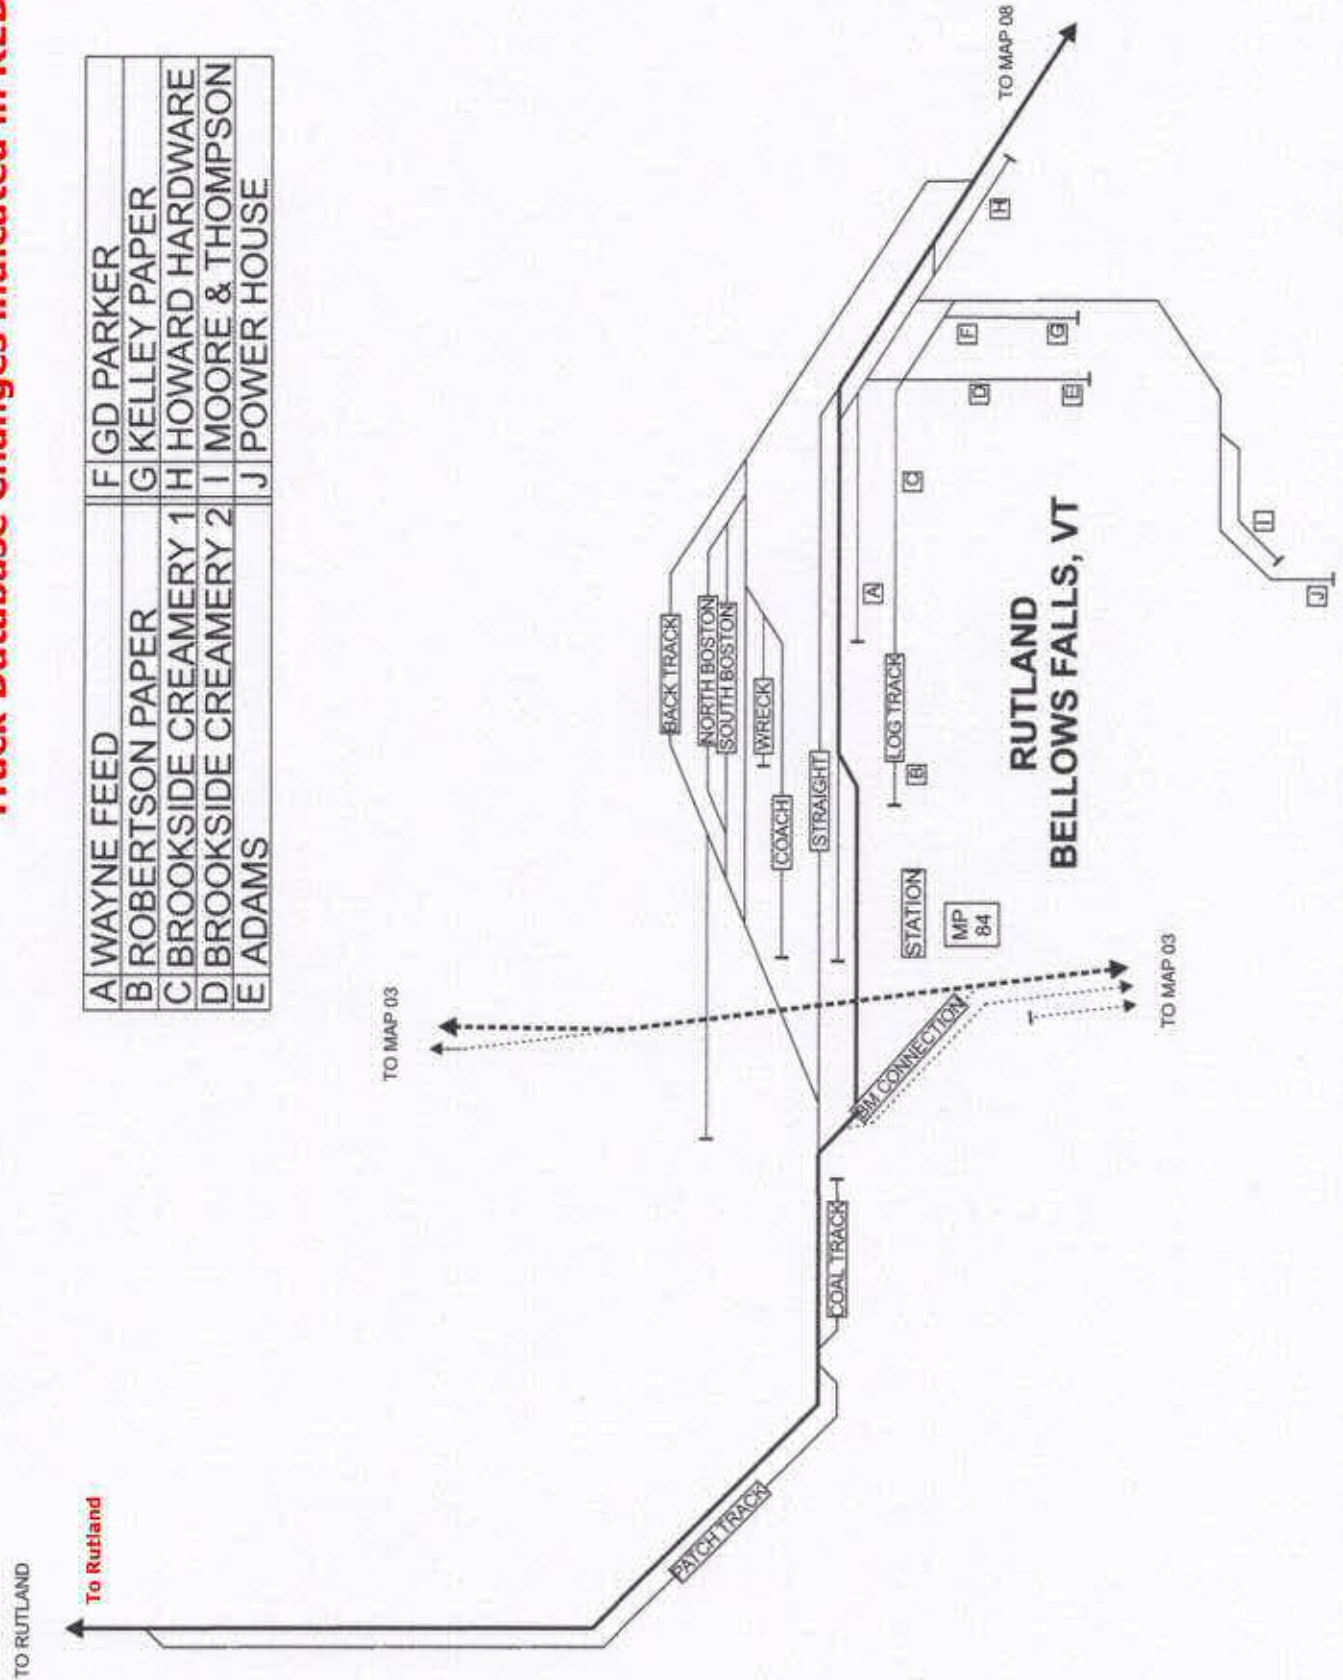 Track Database Changes Indicated in RED
A WAYNE FEED F GD PARKER
B ROBERTSON PAPER G KELLEY PAPER
C BROOKSIDE CREAMERY 1 H HOWARD HARDWARE
D BROOKSIDE CREAMERY 2 I MOORE & THOMPSON
E ADAMS J POWER HOUSE
TO RUTLAND
To Rutland
TO MAP 03
TO MAP 08
BACK TRACK
NORTH BOSTON
SOUTH BOSTON
WRECK
COACH
STRAIGHT
PATCH TRACK
COAL TRACK
BM CONNECTION
LOG TRACK
STATION
MP
84
A
B
C
D
E
F
G
H
I
J
TO MAP 03
RUTLAND
BELLOWS FALLS, VT